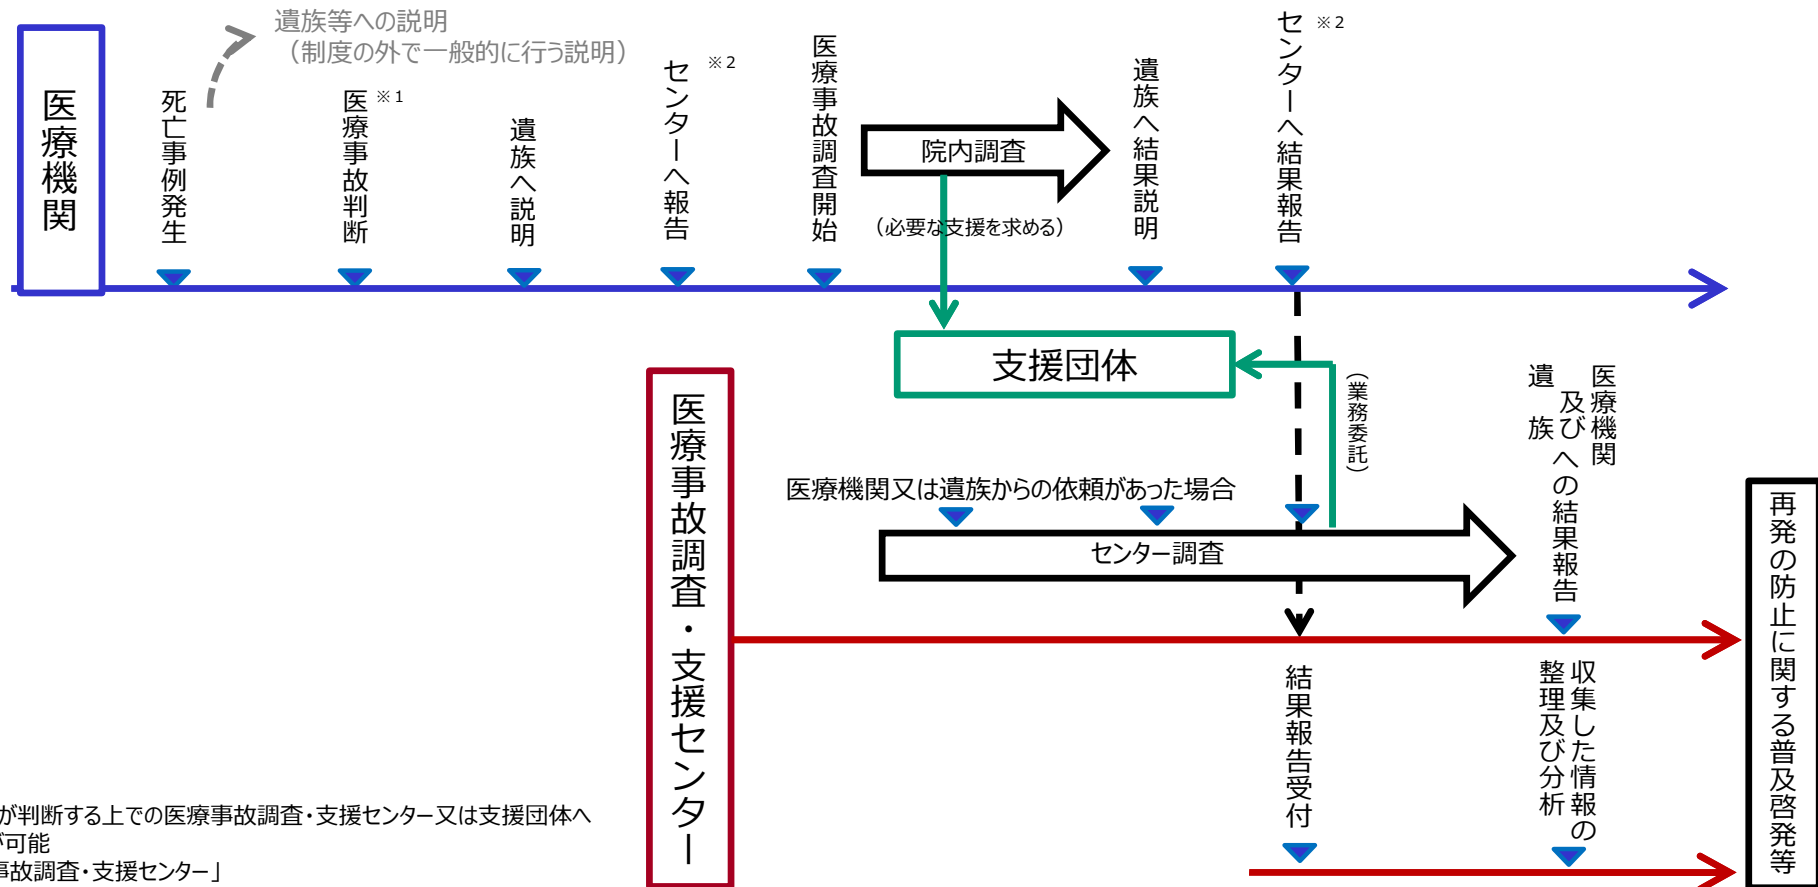 遺族等への説明
（制度の外で一般的に行う説明）
医療機関
死亡事例発生
医療事故判断
※1
遺族へ説明
センターへ報告
※2
医療事故調査開始
院内調査
（必要な支援を求める）
遺族へ結果説明
センターへ結果報告
※2
支援団体
（業務委託）
医療事故調査・支援センター
医療機関又は遺族からの依頼があった場合
センター調査
医療機関
及び
遺族
への結果報告
結果報告受付
収集した情報の
整理及び分析
再発の防止に関する普及啓発等
が判断する上での医療事故調査・支援センター又は支援団体へ
が可能
事故調査・支援センター」